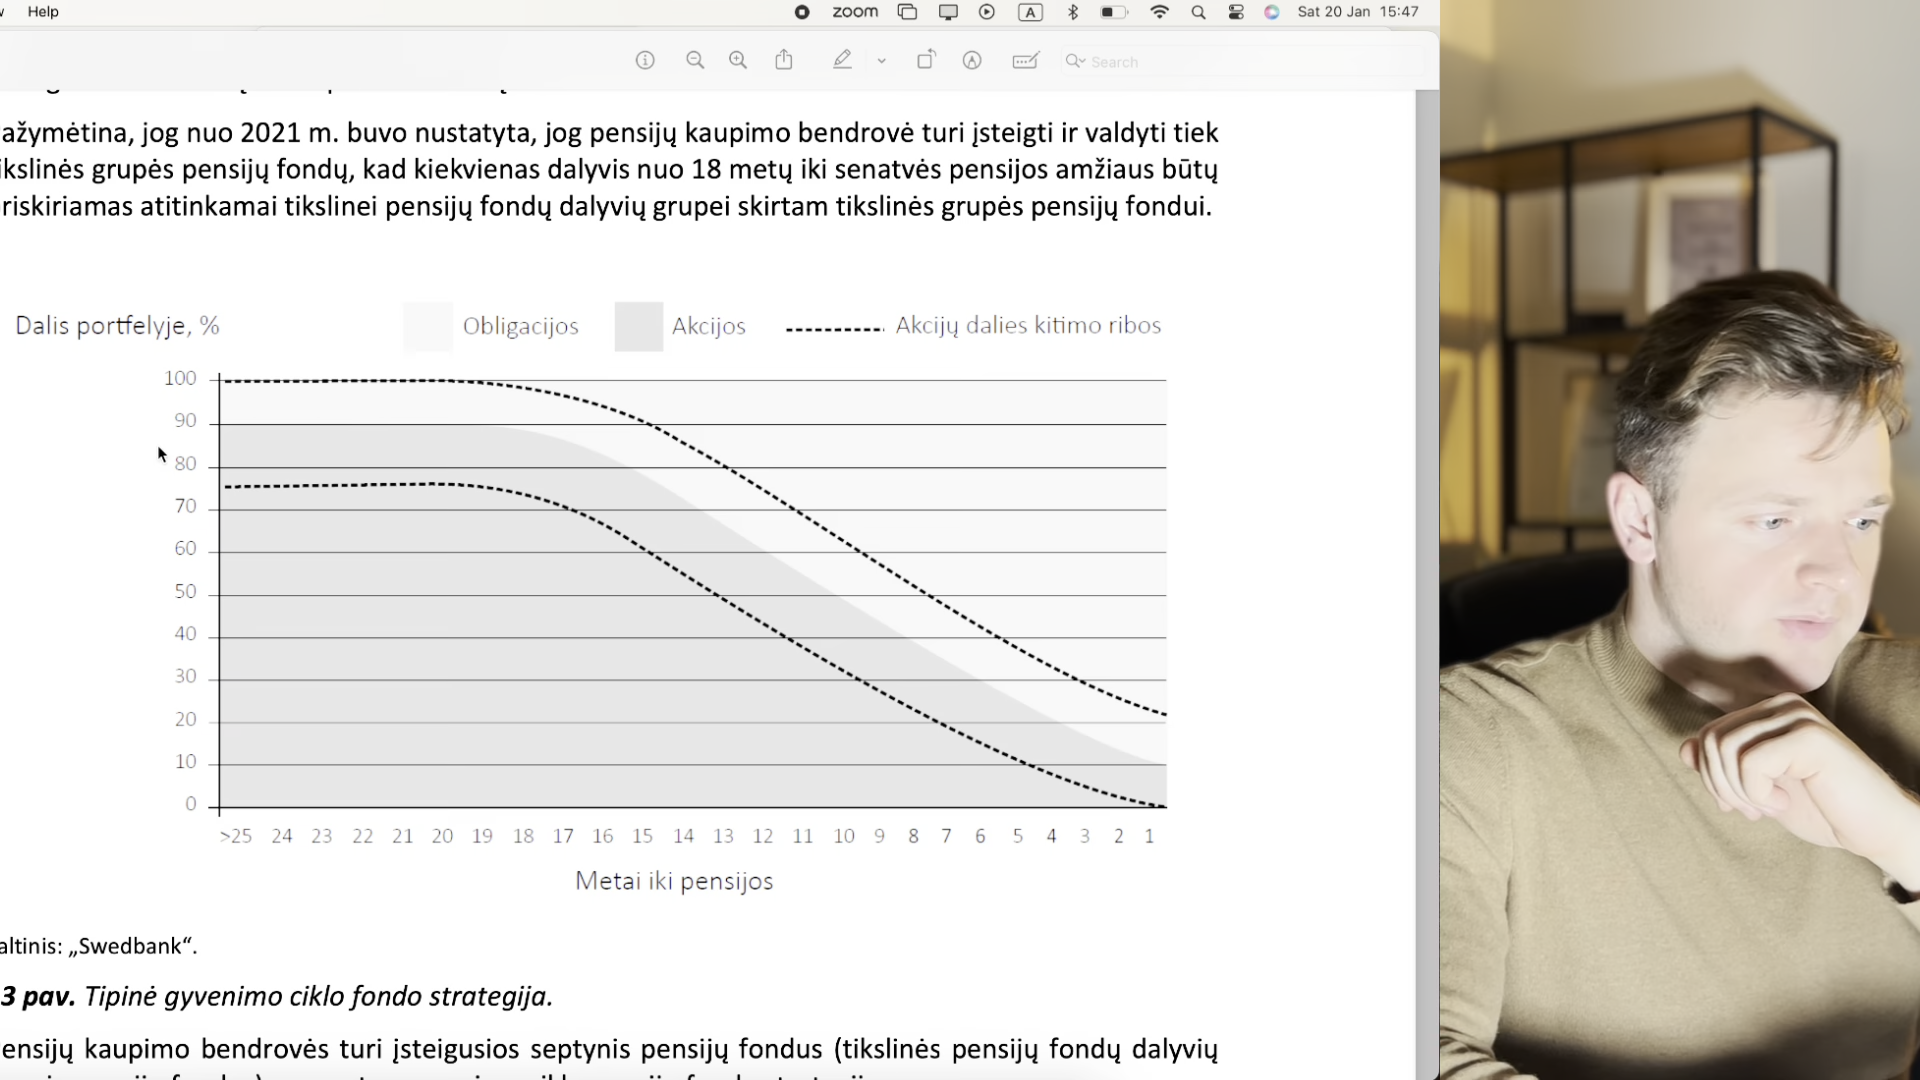 Help
zoom
A
Sat 20 Jan 15:47
Search
ažymėtina, jog nuo 2021 m. buvo nustatyta, jog pensijų kaupimo bendrovė turi įsteigti ir valdyti tiek
ikslinės grupės pensijų fondų, kad kiekvienas dalyvis nuo 18 metų iki senatvės pensijos amžiaus būtų
riskiriamas atitinkamai tikslinei pensijų fondų dalyvių grupei skirtam tikslinės grupės pensijų fondui.
Dalis portfelyje, %
Obligacijos
Akcijos
Akcijų dalies kitimo ribos
100
90
80
70
60
50
40
30
20
10
0
>25 24 23 22 21 20 19 18 17 16 15 14 13 12 11 10 9 8 7 6 5 4 3 2 1
Metai iki pensijos
altinis: „Swedbank“.
3 pav. Tipinė gyvenimo ciklo fondo strategija.
ensijų kaupimo bendrovės turi įsteigusios septynis pensijų fondus (tikslinės pensijų fondų dalyvių